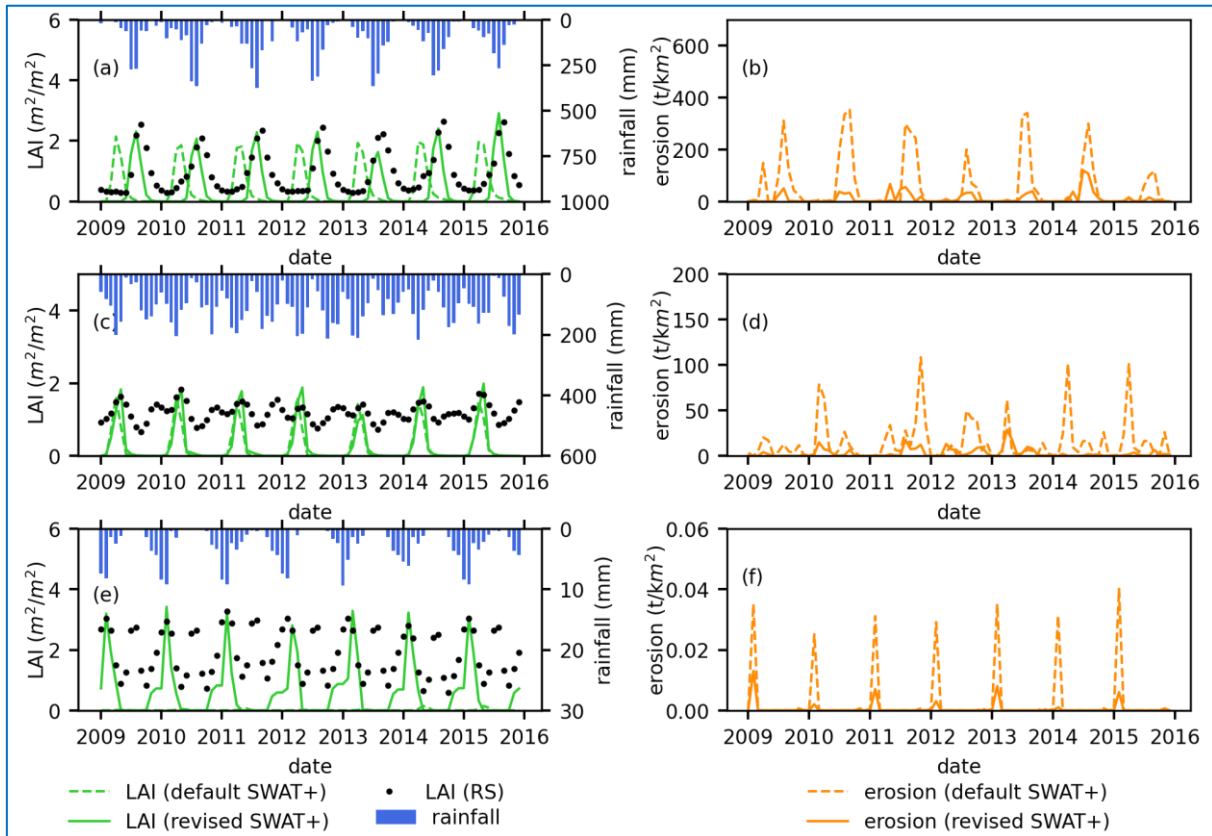 (a)
LAI (m²/m²)
6
4
2
0
0
250
500
750
1000
rainfall (mm)
2009 2010 2011 2012 2013 2014 2015 2016
date
(b)
erosion (t/km²)
600
400
200
0
2009 2010 2011 2012 2013 2014 2015 2016
date
(c)
LAI (m²/m²)
4
2
0
0
200
400
600
rainfall (mm)
2009 2010 2011 2012 2013 2014 2015 2016
date
(d)
erosion (t/km²)
200
150
100
50
0
2009 2010 2011 2012 2013 2014 2015 2016
date
(e)
LAI (m²/m²)
6
4
2
0
0
10
20
30
rainfall (mm)
2009 2010 2011 2012 2013 2014 2015 2016
date
(f)
erosion (t/km²)
0.06
0.04
0.02
0.00
2009 2010 2011 2012 2013 2014 2015 2016
date
LAI (default SWAT+)
LAI (revised SWAT+)
LAI (RS)
rainfall
erosion (default SWAT+)
erosion (revised SWAT+)